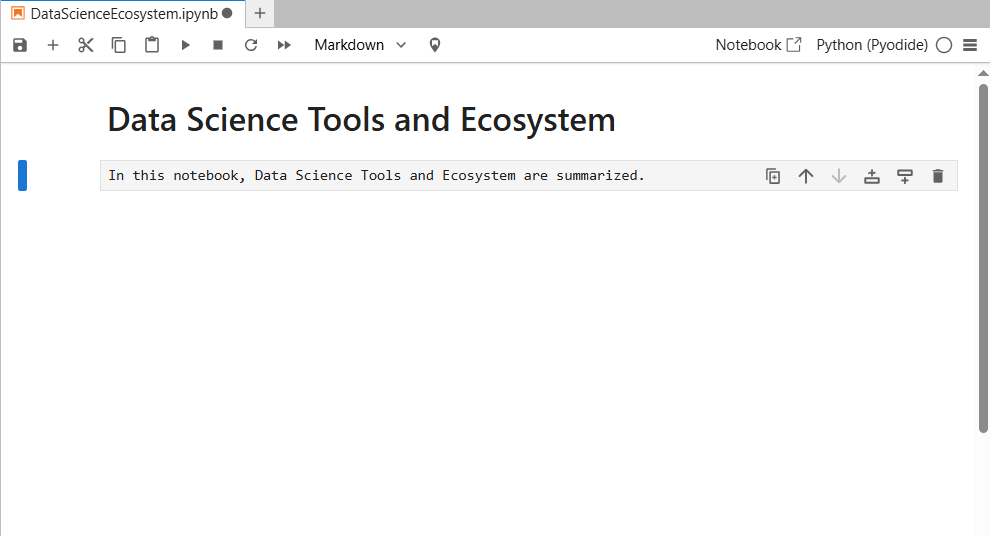 DataScienceEcosystem.ipynb
Markdown
Notebook
Python (Pyodide)
Data Science Tools and Ecosystem
In this notebook, Data Science Tools and Ecosystem are summarized.